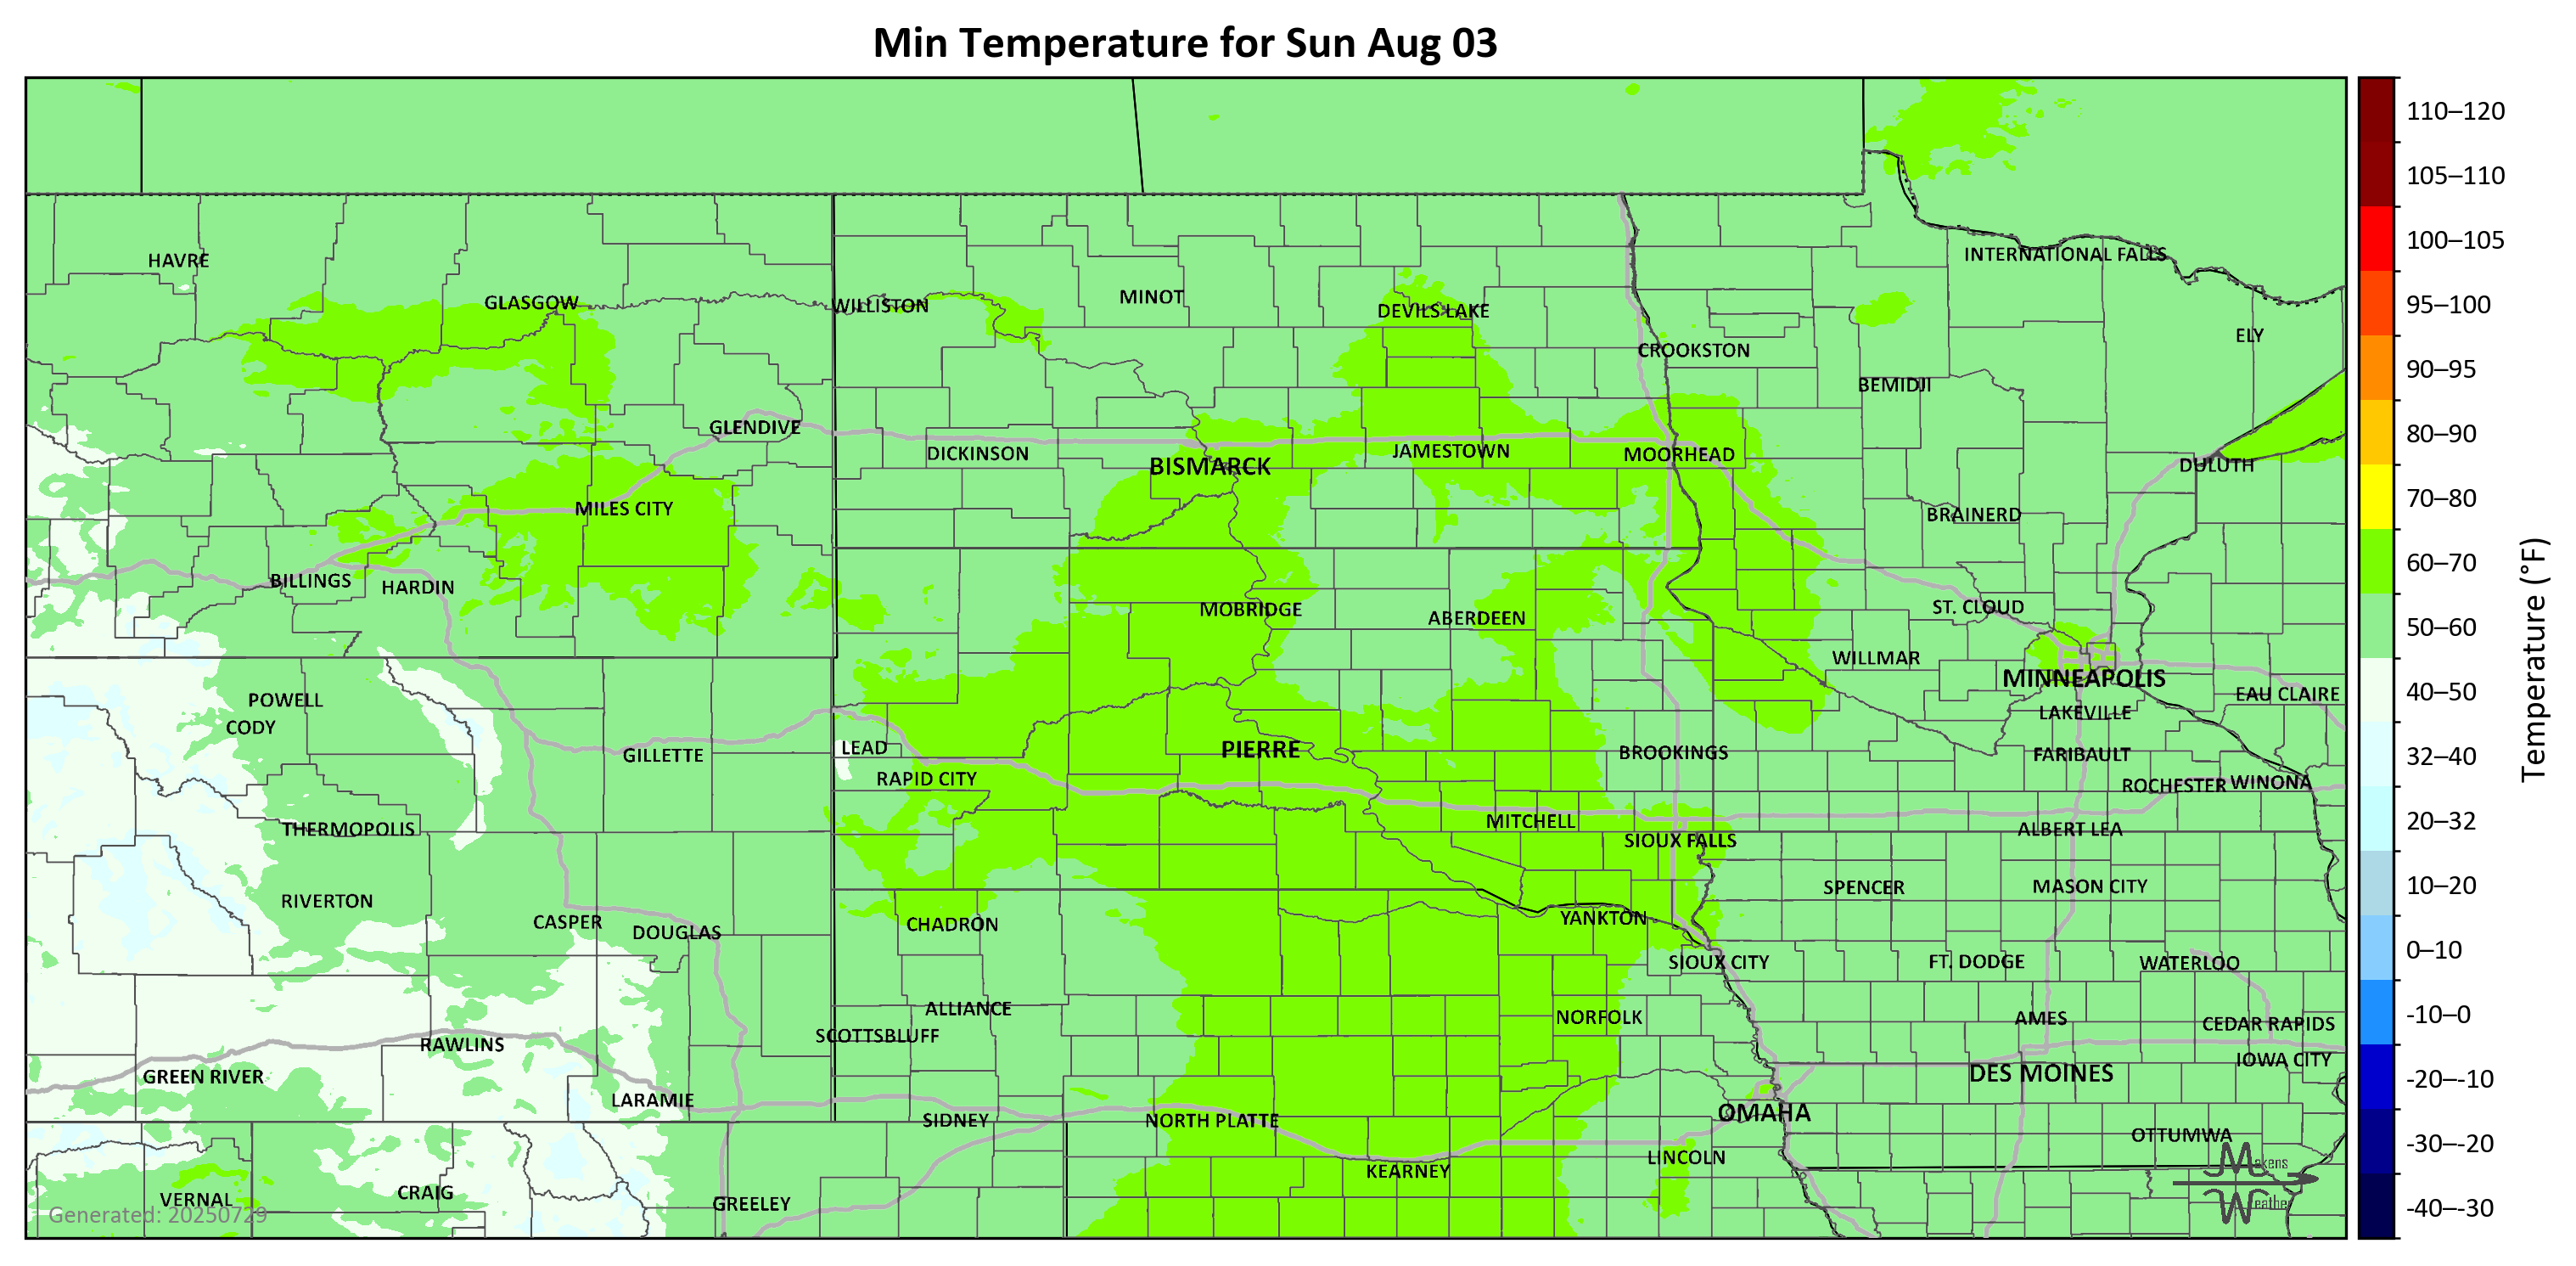 Min Temperature for Sun Aug 03
110–120
105–110
100–105
95–100
90–95
80–90
70–80
60–70
50–60
40–50
32–40
20–32
10–20
0–10
-10–0
-20–-10
-30–-20
-40–-30
Temperature (°F)
HAVRE
GLASGOW
WILLISTON
MINOT
DEVILS LAKE
INTERNATIONAL FALLS
CROOKSTON
ELY
BEMIDJI
GLENDIVE
DICKINSON
BISMARCK
JAMESTOWN
MOORHEAD
DULUTH
MILES CITY
BRAINERD
BILLINGS
HARDIN
MOBRIDGE
ABERDEEN
ST. CLOUD
WILLMAR
MINNEAPOLIS
POWELL
EAU CLAIRE
CODY
LAKEVILLE
GILLETTE
LEAD
PIERRE
BROOKINGS
FARIBAULT
RAPID CITY
ROCHESTER
WINONA
THERMOPOLIS
MITCHELL
SIOUX FALLS
ALBERT LEA
RIVERTON
SPENCER
MASON CITY
CASPER
DOUGLAS
CHADRON
YANKTON
SIOUX CITY
FT. DODGE
WATERLOO
ALLIANCE
NORFOLK
AMES
CEDAR RAPIDS
SCOTTSBLUFF
RAWLINS
IOWA CITY
GREEN RIVER
DES MOINES
LARAMIE
SIDNEY
NORTH PLATTE
OMAHA
OTTUMWA
LINCOLN
KEARNEY
VERNAL
CRAIG
GREELEY
Makens
Weather
Generated: 20250729